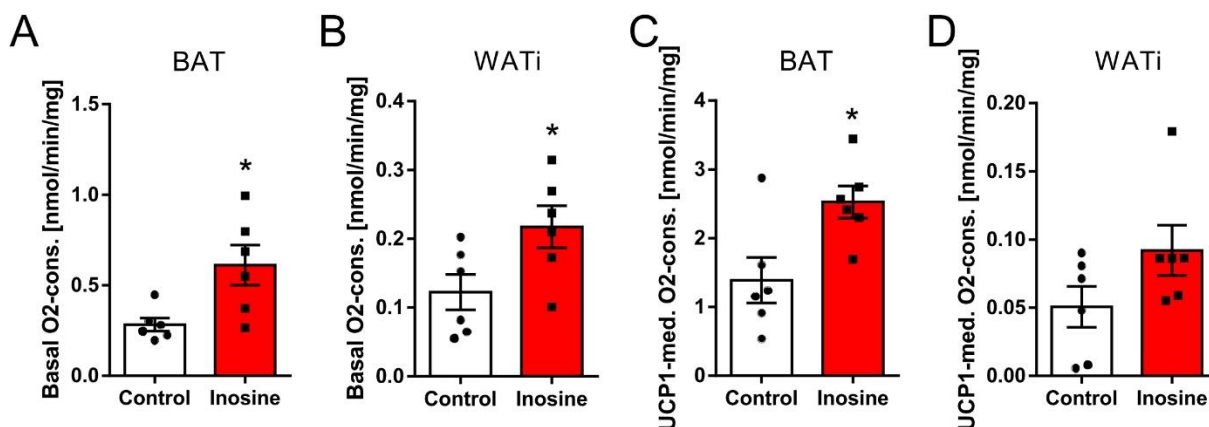 A
BAT
Basal O2-cons. [nmol/min/mg]
1.5
1.0
0.5
0.0
*
Control Inosine
B
WATi
Basal O2-cons. [nmol/min/mg]
0.4
0.3
0.2
0.1
0.0
*
Control Inosine
C
BAT
UCP1-med. O2-cons. [nmol/min/mg]
4
3
2
1
0
*
Control Inosine
D
WATi
UCP1-med. O2-cons. [nmol/min/mg]
0.20
0.15
0.10
0.05
0.00
Control Inosine